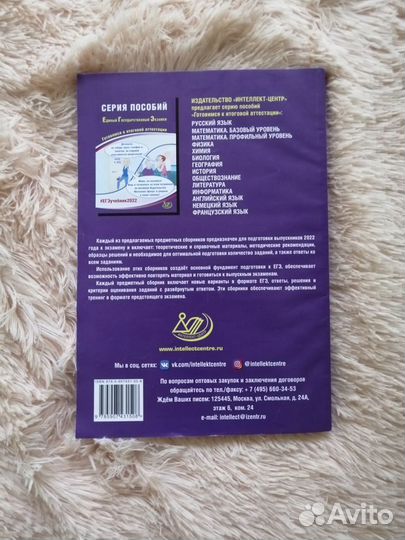 СЕРИЯ ПОСОБИЙ
Единый Государственный Экзамен
Готовимся к итоговой аттестации
#ЕГЭучебник2022
ИЗДАТЕЛЬСТВО «ИНТЕЛЛЕКТ-ЦЕНТР»
предлагает серию пособий
«Готовимся к итоговой аттестации»:
РУССКИЙ ЯЗЫК
МАТЕМАТИКА. БАЗОВЫЙ УРОВЕНЬ
МАТЕМАТИКА. ПРОФИЛЬНЫЙ УРОВЕНЬ
ФИЗИКА
ХИМИЯ
БИОЛОГИЯ
ГЕОГРАФИЯ
ИСТОРИЯ
ОБЩЕСТВОЗНАНИЕ
ЛИТЕРАТУРА
ИНФОРМАТИКА
АНГЛИЙСКИЙ ЯЗЫК
НЕМЕЦКИЙ ЯЗЫК
ФРАНЦУЗСКИЙ ЯЗЫК
Каждый из предлагаемых предметных сборников предназначен для подготовки выпускников 2022
года к экзамену и включает: теоретические и справочные материалы, методические рекомендации,
образцы решений и необходимое для оптимальной подготовки количество заданий, а также ответы ко
всем заданиям.
Использование этих сборников создаёт основной фундамент подготовки к ЕГЭ, обеспечивает
возможность эффективно повторить материал и готовиться к выпускным экзаменам.
Каждый предметный сборник включает новые варианты в формате ЕГЭ, ответы, решения и
критерии оценивания заданий с развёрнутым ответом. Эти сборники обеспечивают эффективный
тренинг в формате предстоящего экзамена.
www.intellectcentre.ru
Мы в соц. сетях:
vk.com/intellektcentre
@intellektcentre
По вопросам оптовых закупок и заключения договоров
обращайтесь по тел./факсу: + 7 (495) 660-34-53
Ждём Ваших писем: 125445, Москва, ул. Смольная, д. 24А,
этаж 6, ком. 24
e-mail: intellect@izentr.ru
Avito